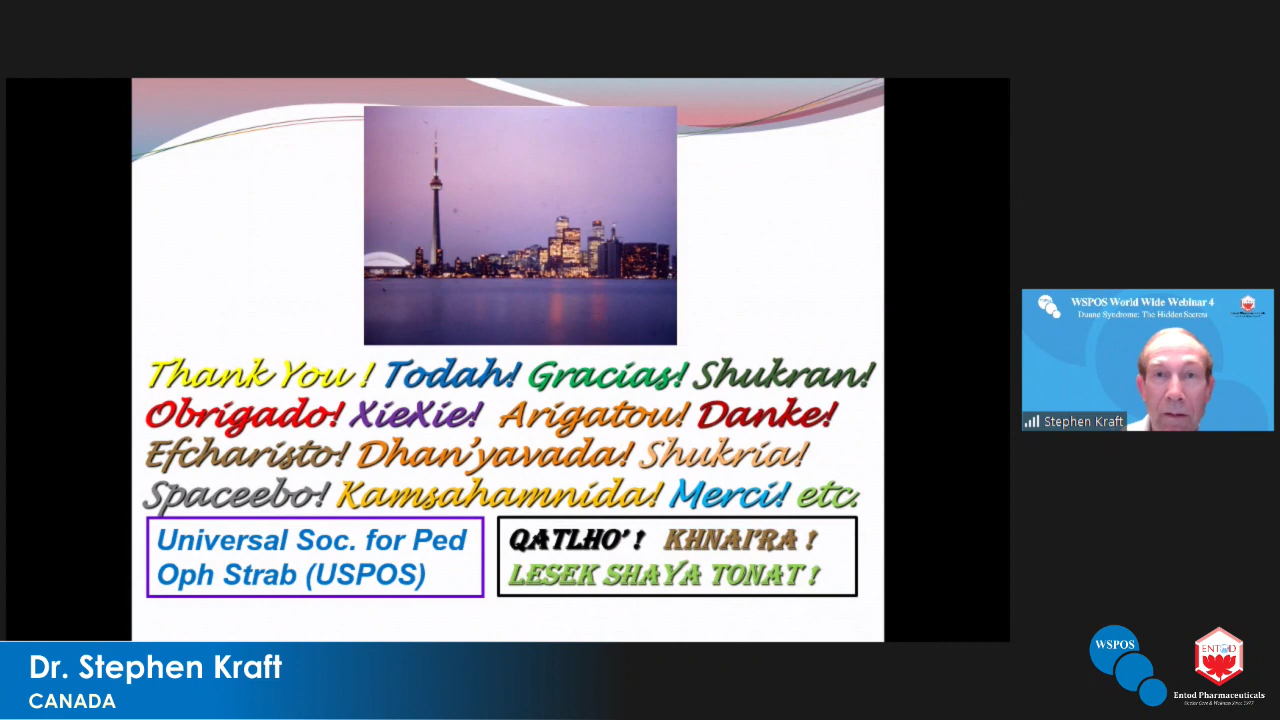 Thank You ! Todah! Gracias! Shukran!
Obrigado! XieXie! Arigatou! Danke!
Efcharisto! Dhan'yavada! Shukria!
Spaceebo! Kamsahamnida! Merci! etc.
Universal Soc. for Ped
Oph Strab (USPOS)
QATLHO' ! KHNAI'RA !
LESEK SHAYA TONAT !
WSPOS World Wide Webinar 4
Duane Syndrome: The Hidden Secrets
Stephen Kraft
Dr. Stephen Kraft
CANADA
WSPOS
ENTOD
Entod Pharmaceuticals